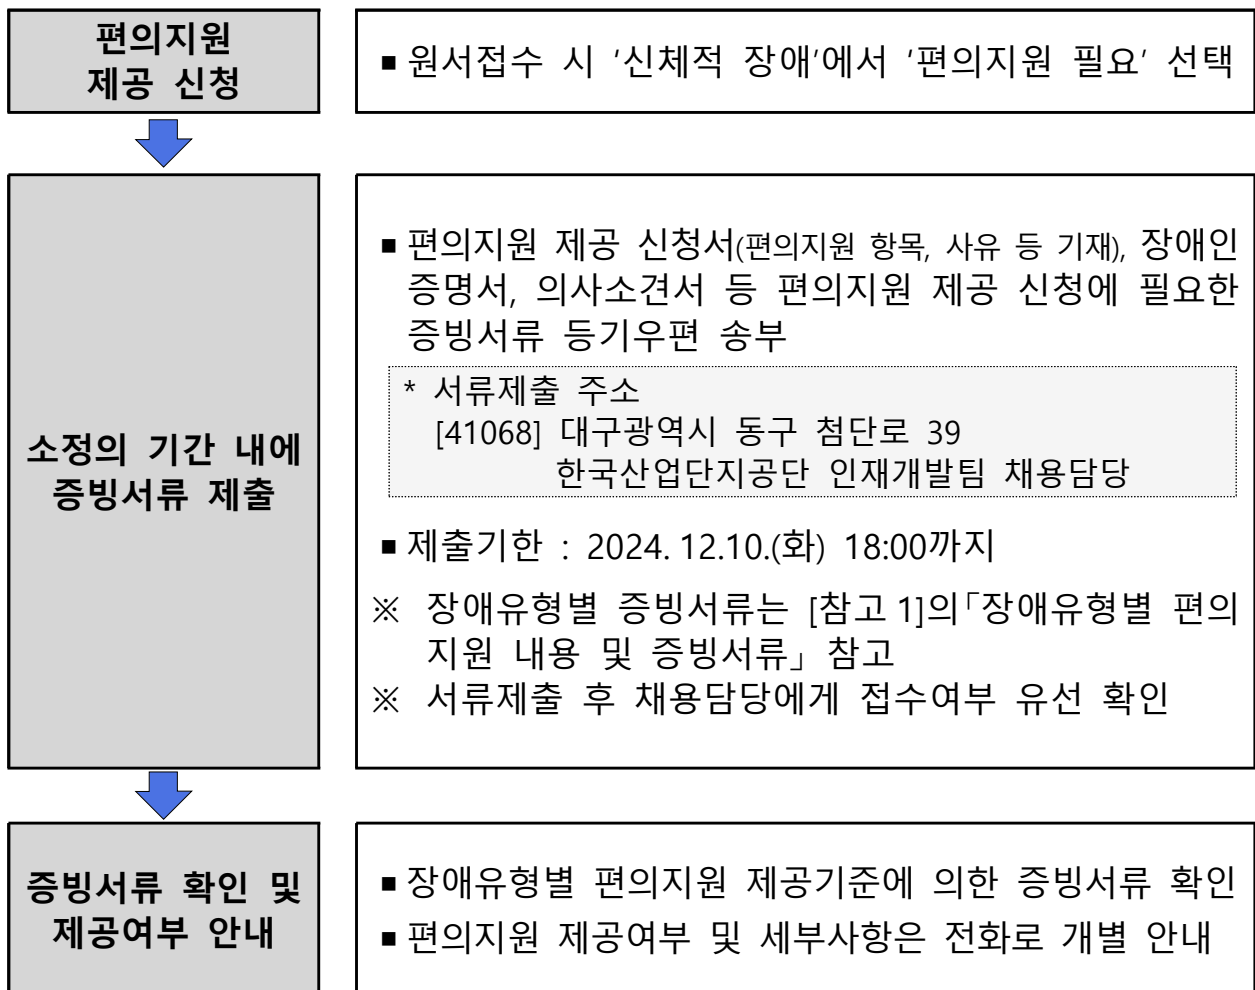 편의지원
제공 신청
▪ 원서접수 시 ‘신체적 장애’에서 ‘편의지원 필요’ 선택
소정의 기간 내에
증빙서류 제출
▪ 편의지원 제공 신청서(편의지원 항목, 사유 등 기재), 장애인
증명서, 의사소견서 등 편의지원 제공 신청에 필요한
증빙서류 등기우편 송부
* 서류제출 주소
[41068] 대구광역시 동구 첨단로 39
한국산업단지공단 인재개발팀 채용담당
▪ 제출기한 : 2024. 12.10.(화) 18:00까지
※ 장애유형별 증빙서류는 [참고 1]의「장애유형별 편의
지원 내용 및 증빙서류」 참고
※ 서류제출 후 채용담당에게 접수여부 유선 확인
증빙서류 확인 및
제공여부 안내
▪ 장애유형별 편의지원 제공기준에 의한 증빙서류 확인
▪ 편의지원 제공여부 및 세부사항은 전화로 개별 안내